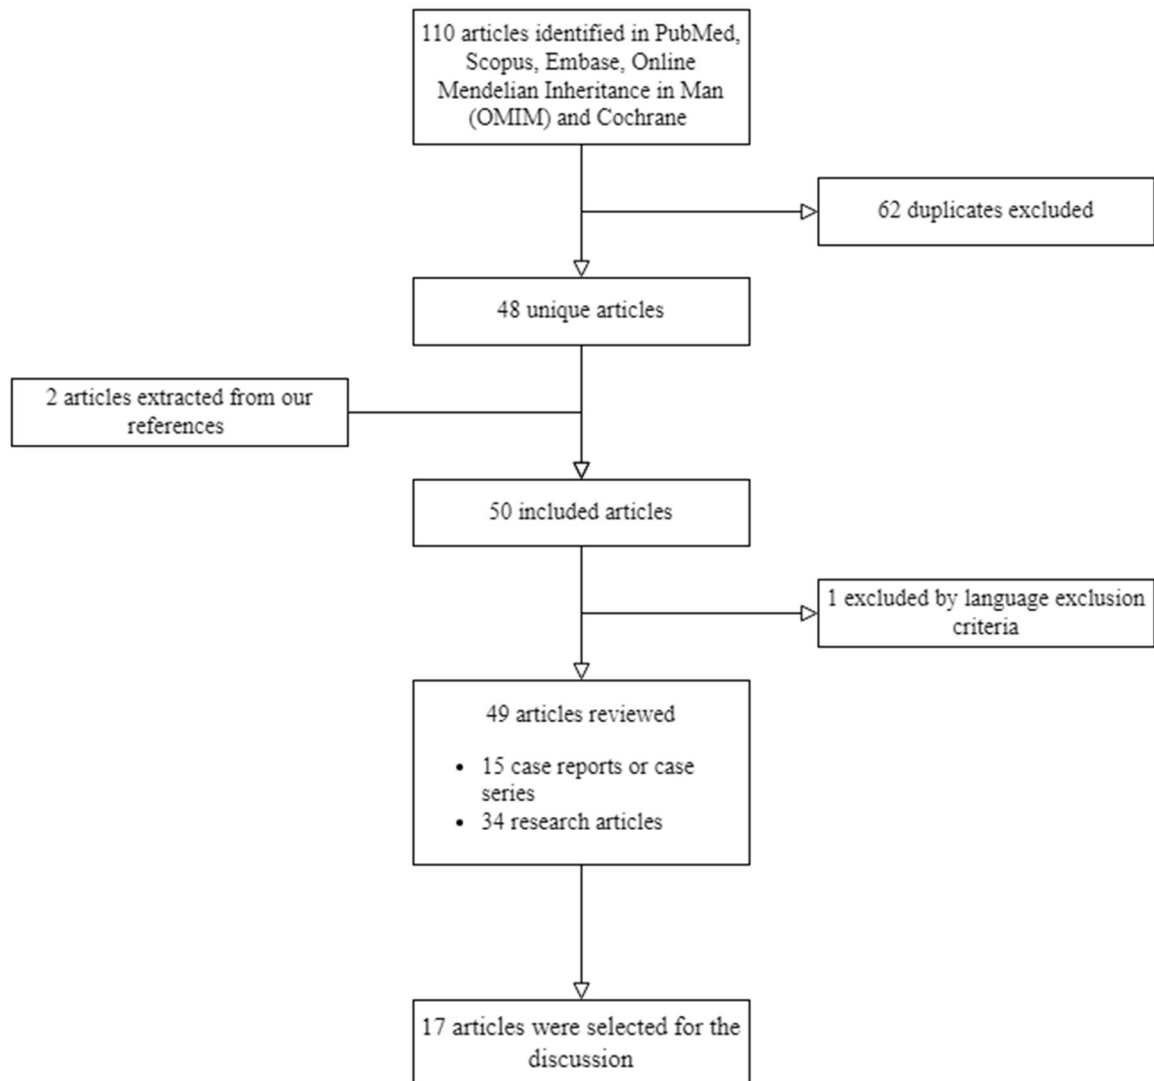 110 articles identified in PubMed,
Scopus, Embase, Online
Mendelian Inheritance in Man
(OMIM) and Cochrane
62 duplicates excluded
48 unique articles
2 articles extracted from our
references
50 included articles
1 excluded by language exclusion
criteria
49 articles reviewed
• 15 case reports or case
series
• 34 research articles
17 articles were selected for the
discussion